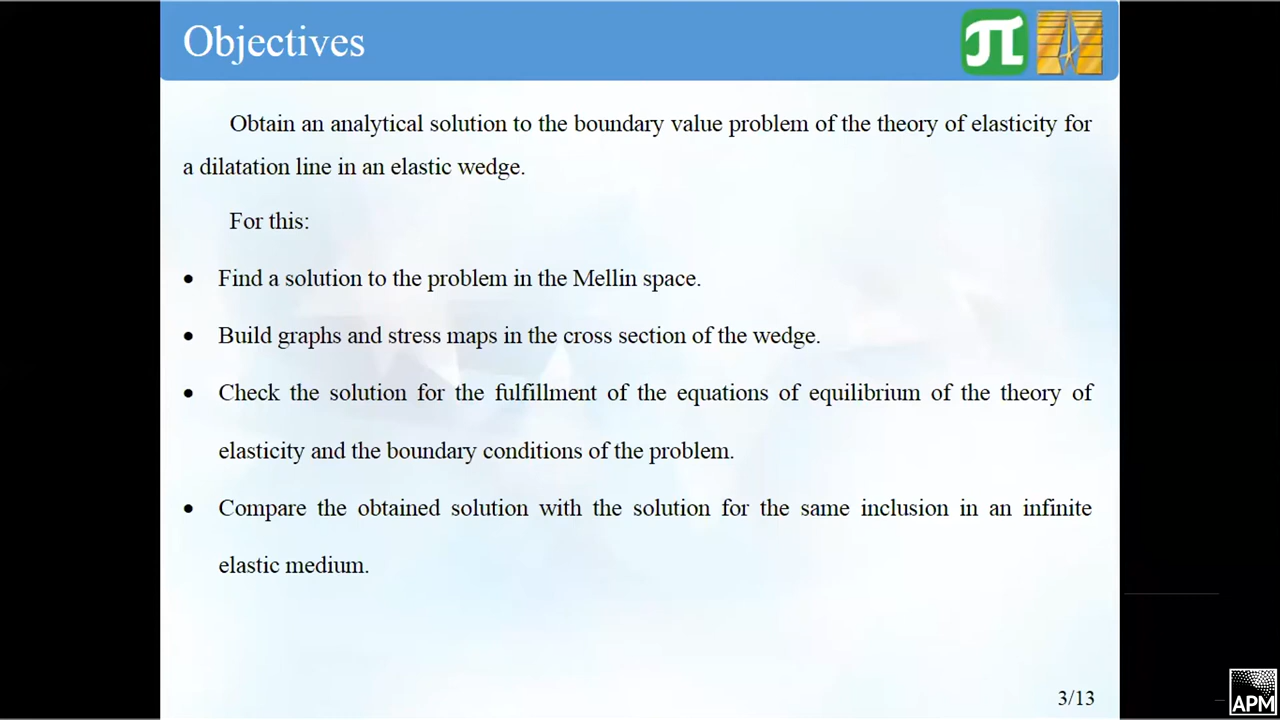 Objectives
Obtain an analytical solution to the boundary value problem of the theory of elasticity for
a dilatation line in an elastic wedge.
For this:
• Find a solution to the problem in the Mellin space.
• Build graphs and stress maps in the cross section of the wedge.
• Check the solution for the fulfillment of the equations of equilibrium of the theory of
elasticity and the boundary conditions of the problem.
• Compare the obtained solution with the solution for the same inclusion in an infinite
elastic medium.
3/13
APM